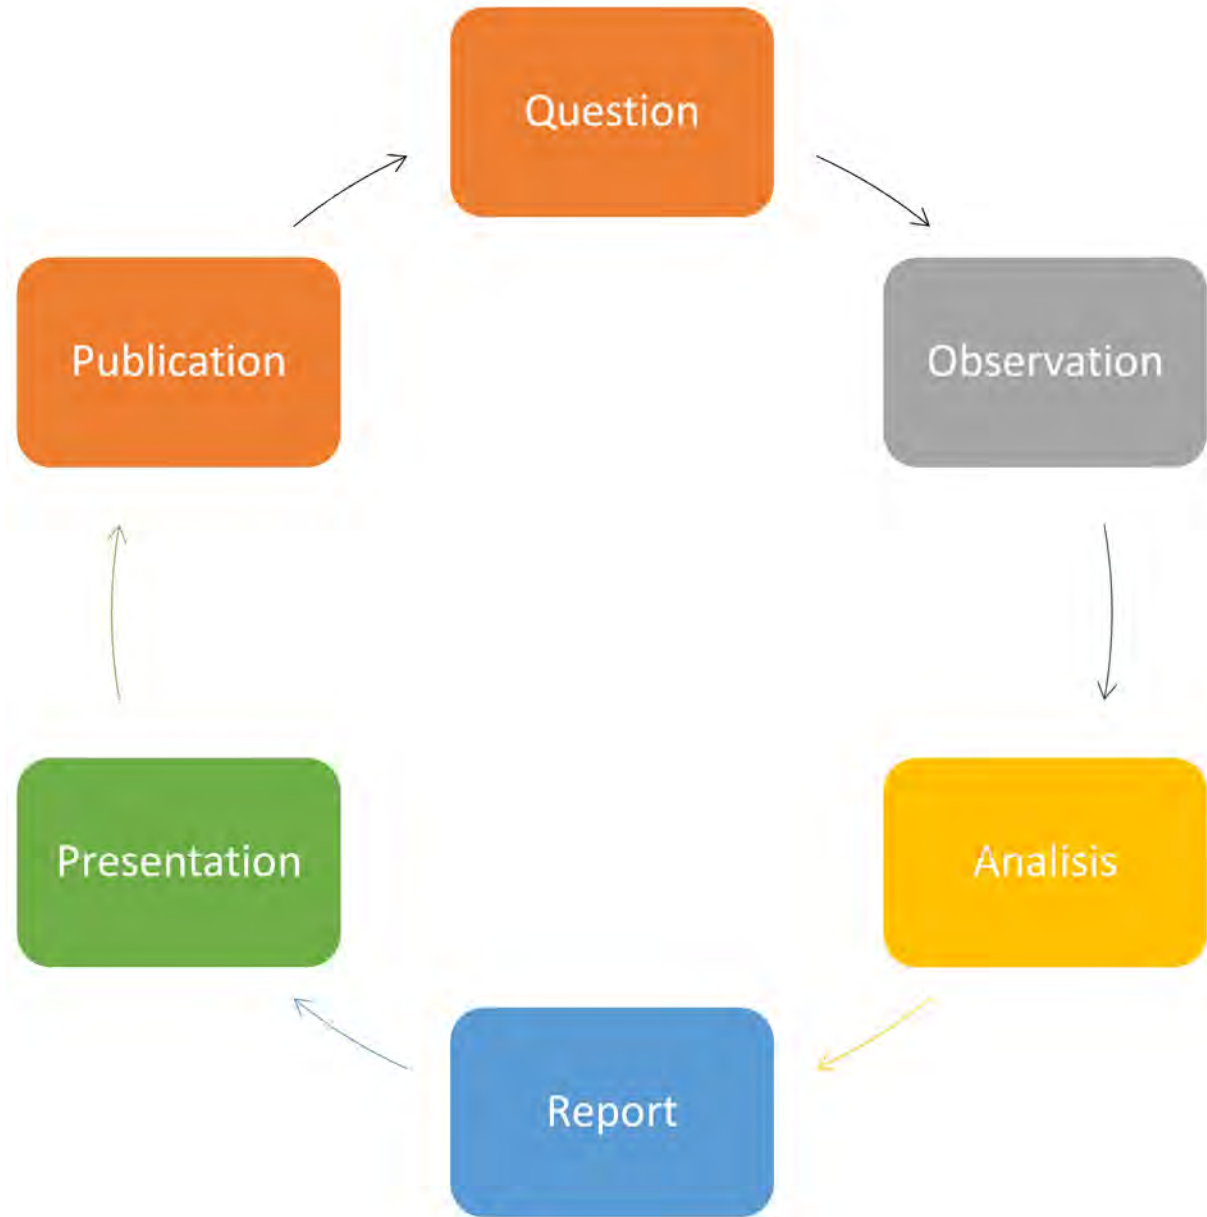 Question
Observation
Analisis
Report
Presentation
Publication